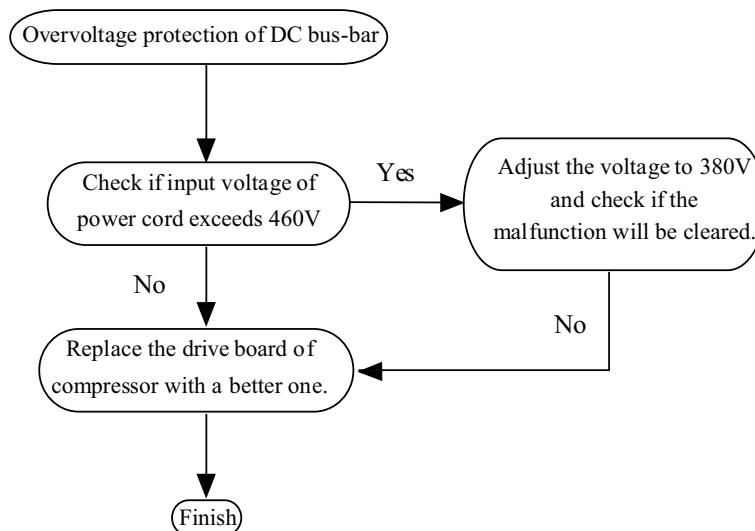 Overvoltage protection of DC bus-bar
Check if input voltage of
power cord exceeds 460V
Yes
Adjust the voltage to 380V
and check if the
malfunction will be cleared.
No
No
Replace the drive board of
compressor with a better one.
Finish